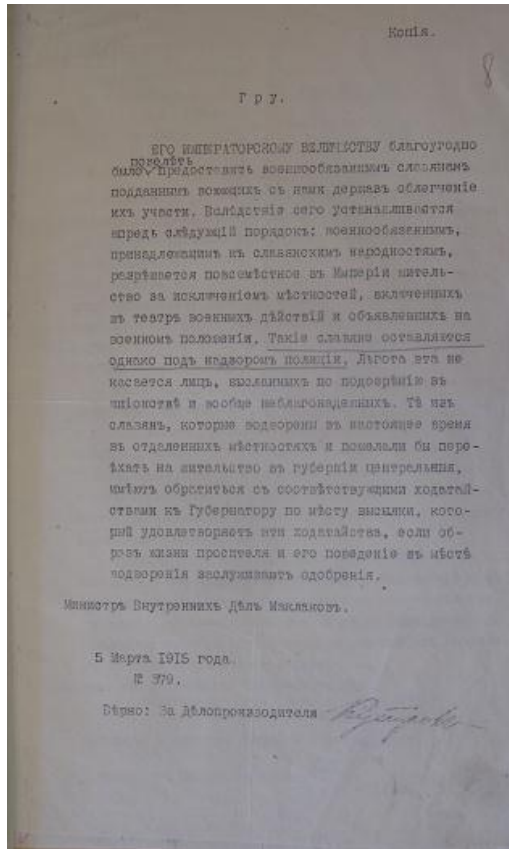 Копія.
8
Гру.
ЕГО ИМПЕРАТОРСКОМУ ВЕЛИЧЕСТВУ благоугодно
повелѣть
было предоставить военнообязаннымъ славянамъ
подданнымъ воюющихъ съ нами державъ облегченіе
ихъ участи. Вслѣдствіе сего устанавливается
впредь слѣдующій порядокъ: военнообязаннымъ,
принадлежащимъ къ славянскимъ народностямъ,
разрѣшается повсемѣстное въ Имперіи житель-
ство за исключеніемъ мѣстностей, включенныхъ
въ театръ военныхъ дѣйствій и объявленныхъ на
военномъ положеніи. Такіе славяне оставляются
однако подъ надзоромъ полиціи. Льгота эта не
касается лицъ, высланныхъ по подозрѣнію въ
шпіонствѣ и вообще неблагонадежныхъ. Тѣ изъ
славян, которые водворены въ настоящее время
въ отдаленныхъ мѣстностяхъ и пожелали бы пере-
ѣхать на жительство въ губерніи центральныя,
имѣютъ обратиться съ соотвѣтствующими ходатай-
ствами къ Губернатору по мѣсту высылки, кото-
рый удовлетворяетъ эти ходатайства, если об-
разъ жизни просителя и его поведеніе въ мѣстѣ
водворенія заслуживаютъ одобренія.
Министръ Внутреннихъ Дѣлъ Маклаковъ.
5 Марта 1915 года.
№ 379.
Вѣрно: За Дѣлопроизводителя